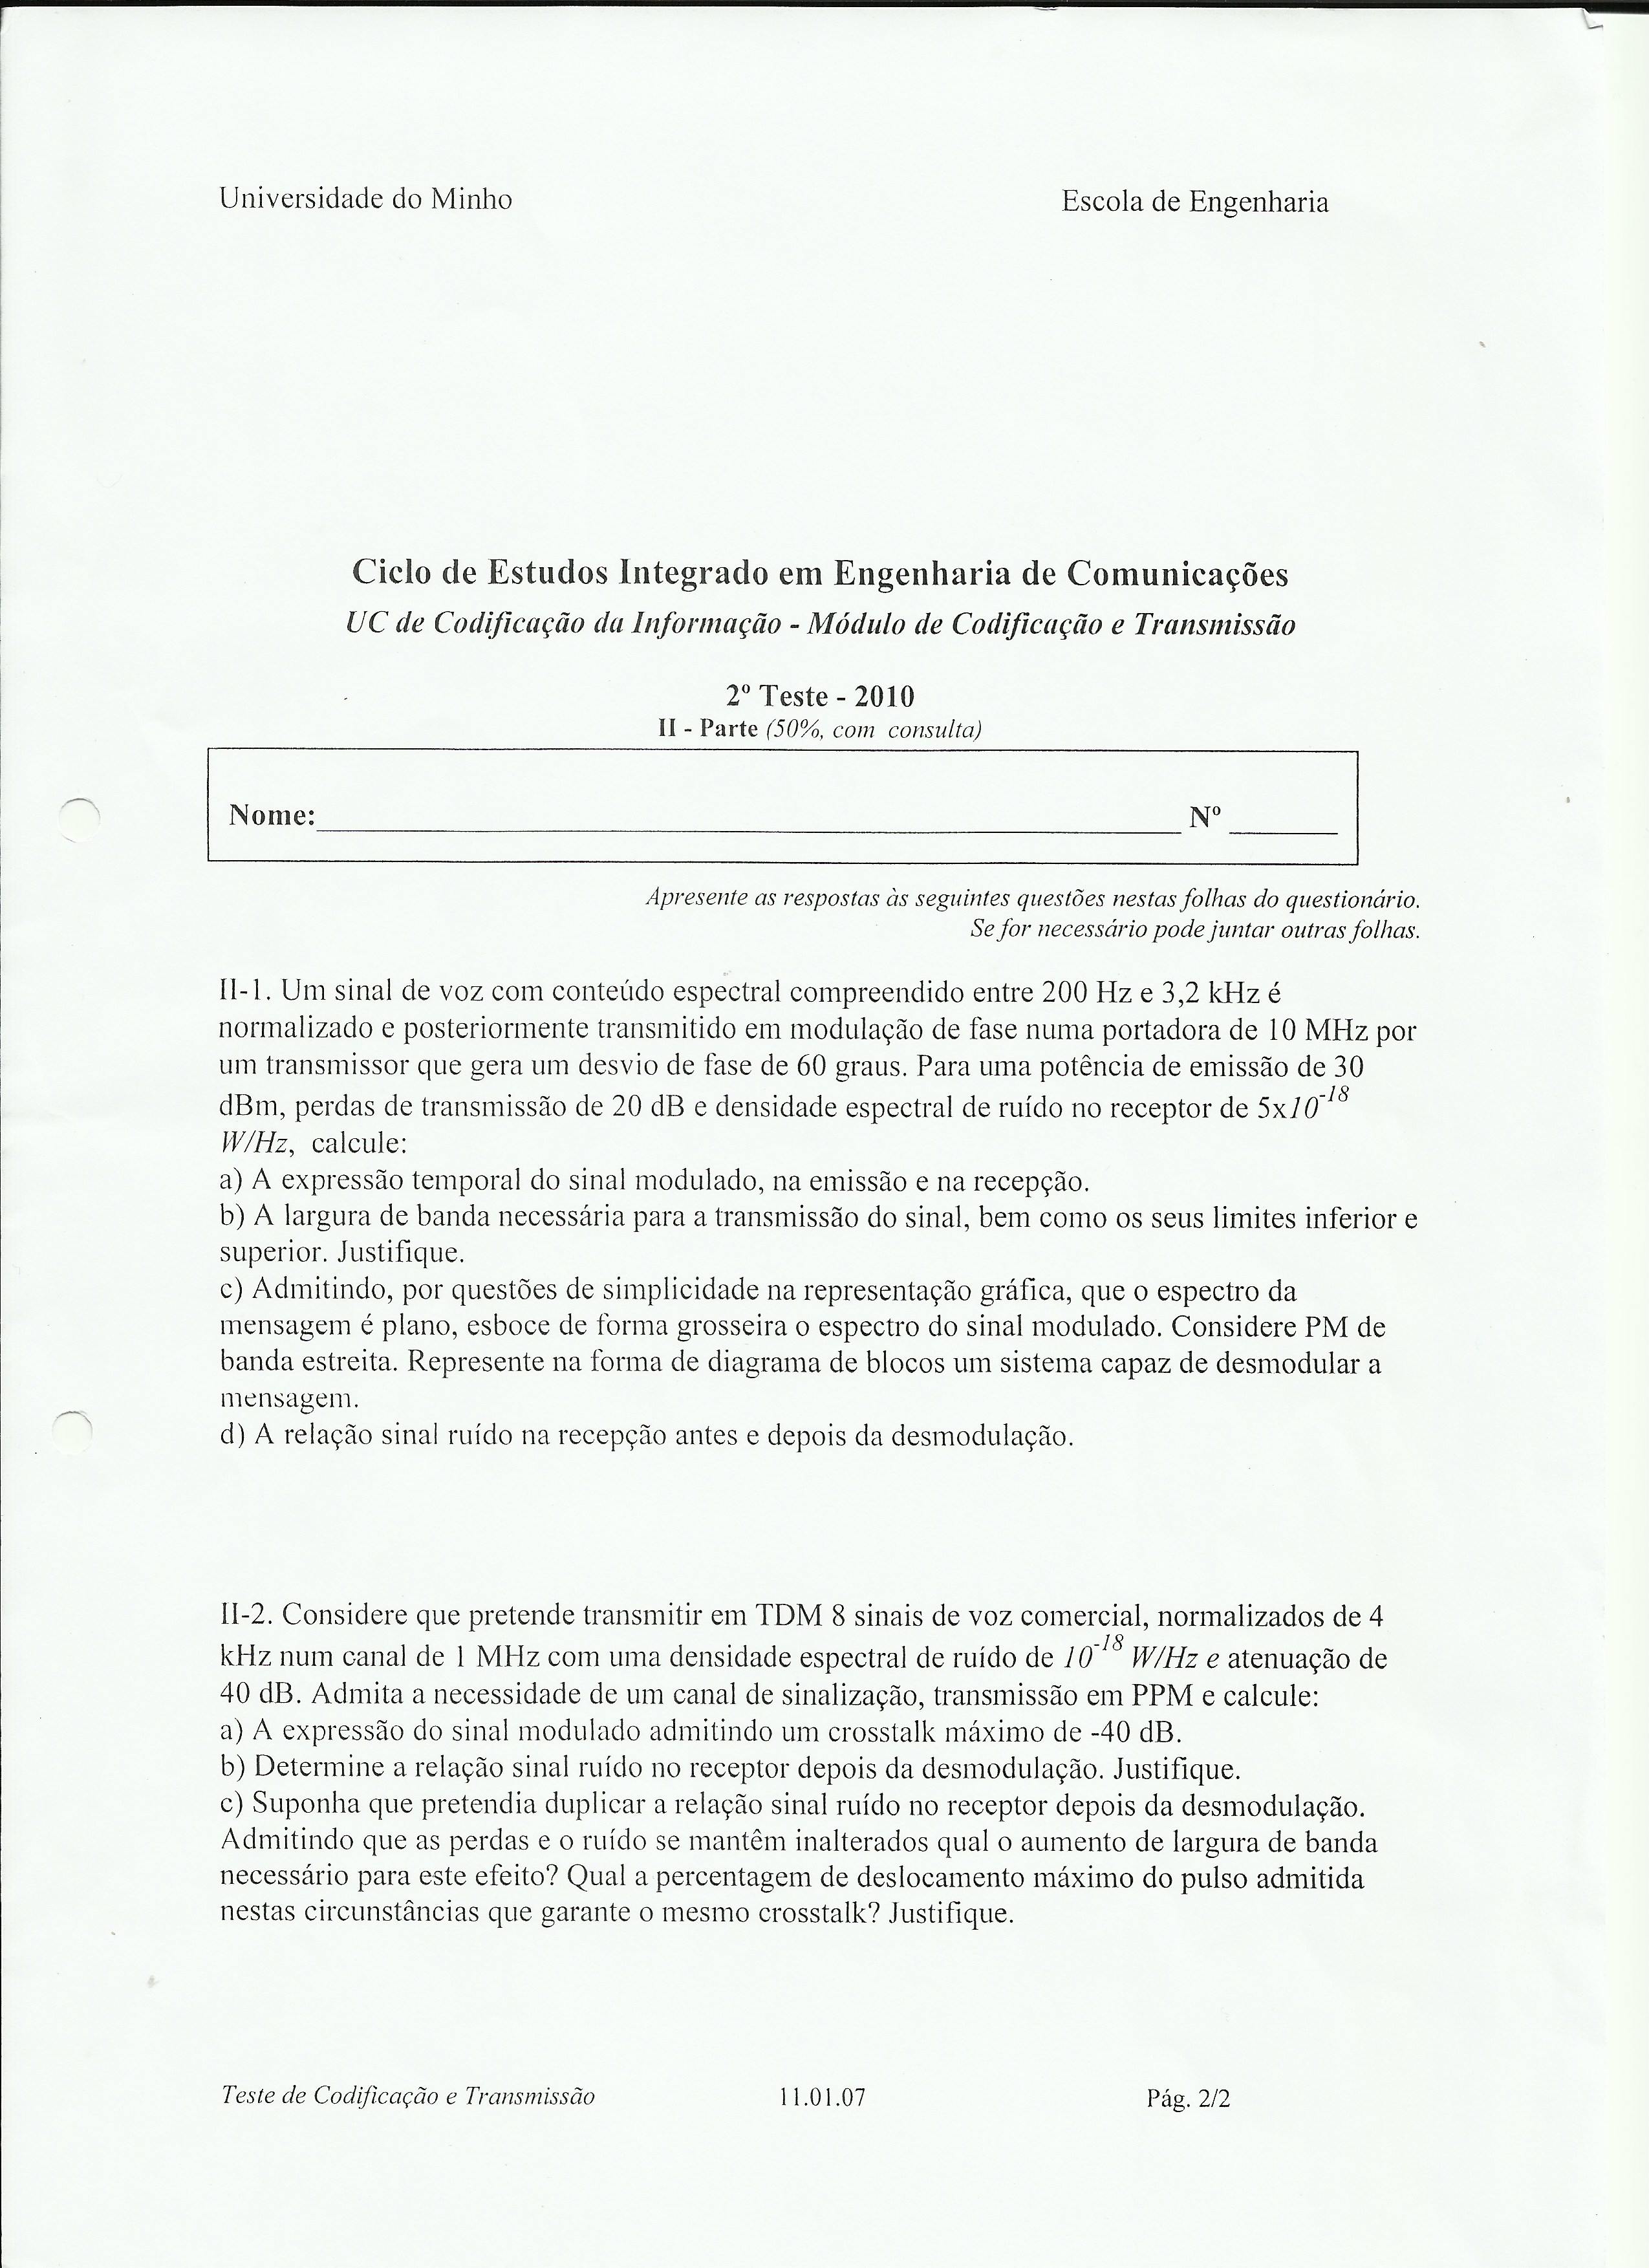 Universidade do Minho
Escola de Engenharia
Ciclo de Estudos Integrado em Engenharia de Comunicações
UC de Codificação da Informação - Módulo de Codificação e Transmissão
2º Teste - 2010
II - Parte (50%, com consulta)
Nome:____________ Nº ______
Apresente as respostas às seguintes questões nestas folhas do questionário.
Se for necessário pode juntar outras folhas.
II-1. Um sinal de voz com conteúdo espectral compreendido entre 200 Hz e 3,2 kHz é
normalizado e posteriormente transmitido em modulação de fase numa portadora de 10 MHz por
um transmissor que gera um desvio de fase de 60 graus. Para uma potência de emissão de 30
dBm, perdas de transmissão de 20 dB e densidade espectral de ruído no receptor de 5x10^-18
W/Hz, calcule:
a) A expressão temporal do sinal modulado, na emissão e na recepção.
b) A largura de banda necessária para a transmissão do sinal, bem como os seus limites inferior e
superior. Justifique.
c) Admitindo, por questões de simplicidade na representação gráfica, que o espectro da
mensagem é plano, esboce de forma grosseira o espectro do sinal modulado. Considere PM de
banda estreita. Represente na forma de diagrama de blocos um sistema capaz de desmodular a
mensagem.
d) A relação sinal ruído na recepção antes e depois da desmodulação.
II-2. Considere que pretende transmitir em TDM 8 sinais de voz comercial, normalizados de 4
kHz num canal de 1 MHz com uma densidade espectral de ruído de 10^-18 W/Hz e atenuação de
40 dB. Admita a necessidade de um canal de sinalização, transmissão em PPM e calcule:
a) A expressão do sinal modulado admitindo um crosstalk máximo de -40 dB.
b) Determine a relação sinal ruído no receptor depois da desmodulação. Justifique.
c) Suponha que pretendia duplicar a relação sinal ruído no receptor depois da desmodulação.
Admitindo que as perdas e o ruído se mantêm inalterados qual o aumento de largura de banda
necessário para este efeito? Qual a percentagem de deslocamento máximo do pulso admitida
nestas circunstâncias que garante o mesmo crosstalk? Justifique.
Teste de Codificação e Transmissão
11.01.07
Pág. 2/2